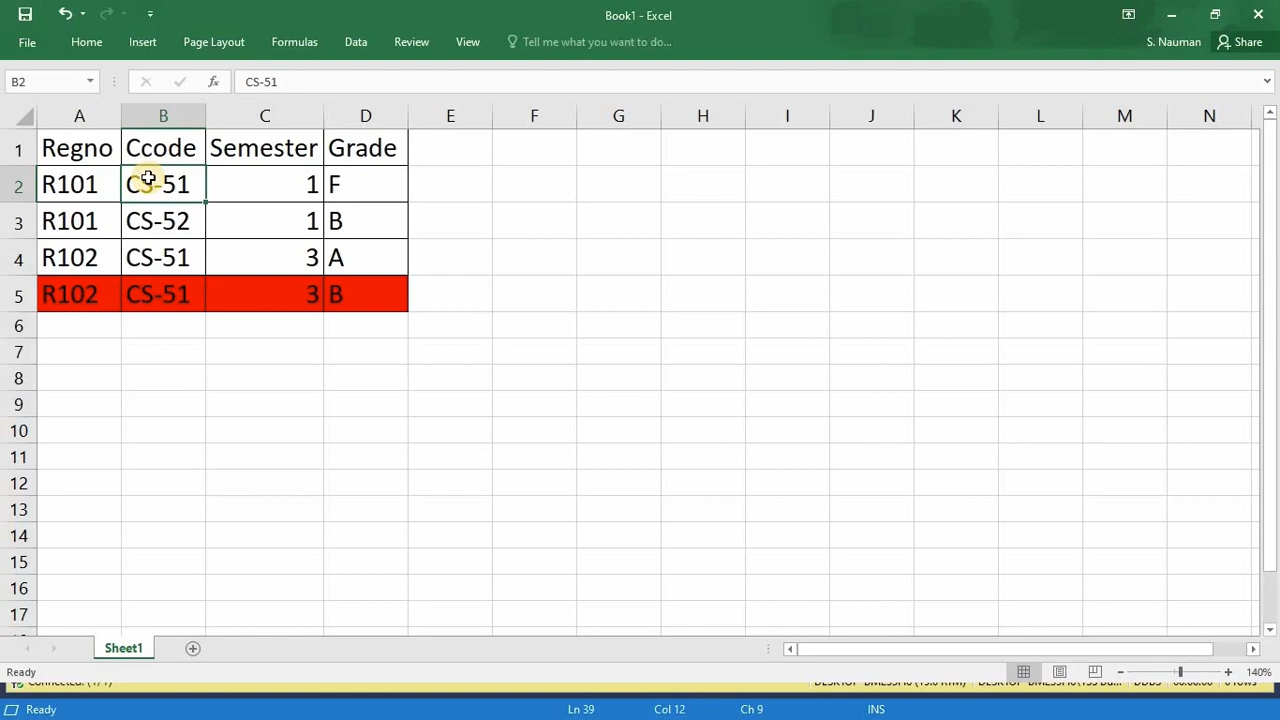 Book1 - Excel
File Home Insert Page Layout Formulas Data Review View Tell me what you want to do... S. Nauman Share
B2 fx CS-51
A B C D E F G H I J K L M N
1 Regno Ccode Semester Grade
2 R101 CS-51 1 F
3 R101 CS-52 1 B
4 R102 CS-51 3 A
5 R102 CS-51 3 B
6
7
8
9
10
11
12
13
14
15
16
17
Sheet1
Ready 140%
Connected. (1/1)
Ready Ln 39 Col 12 Ch 9 INS